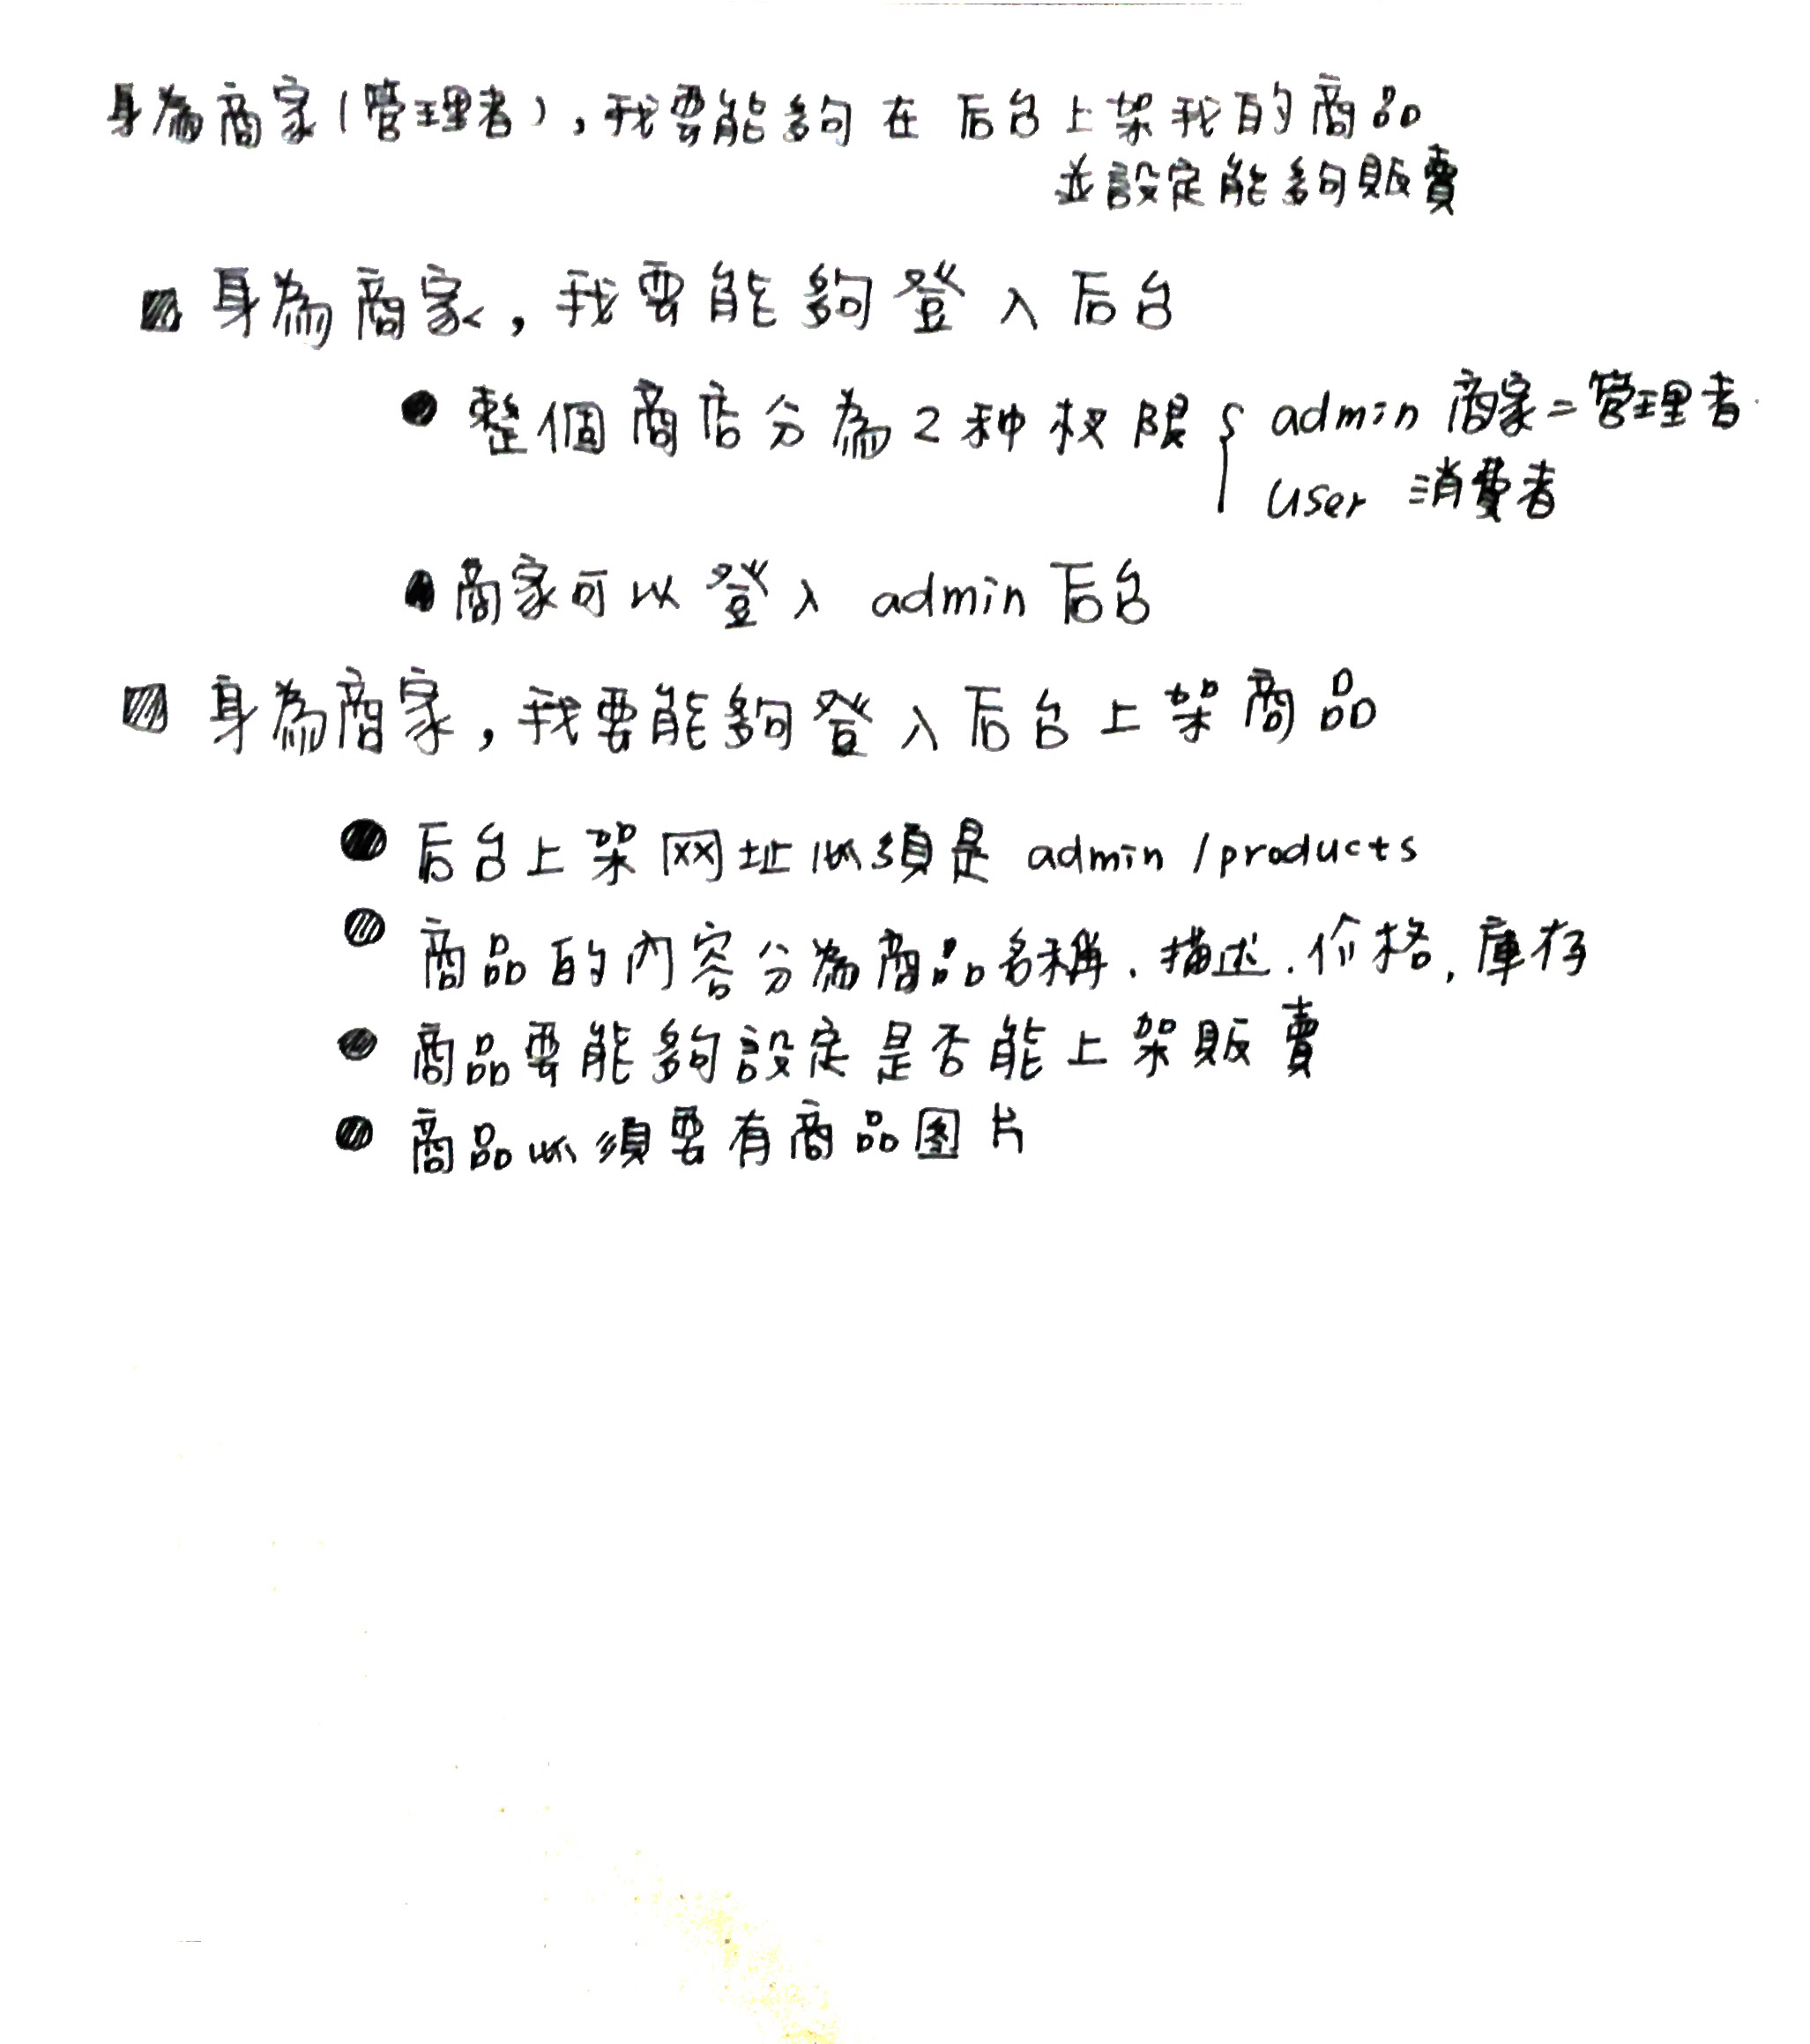 身為商家(管理者),我要能夠在后台上架我的商品
並設定能夠販賣
身為商家,我要能夠登入后台
整個商店分為2种权限{ admin 商家=管理者
user 消費者
商家可以登入 admin 后台
身為商家,我要能夠登入后台上架商品
后台上架网址必須是 admin /products
商品的內容分為商品名稱、描述、价格,庫存
商品要能夠設定是否能上架販賣
商品必須要有商品图片